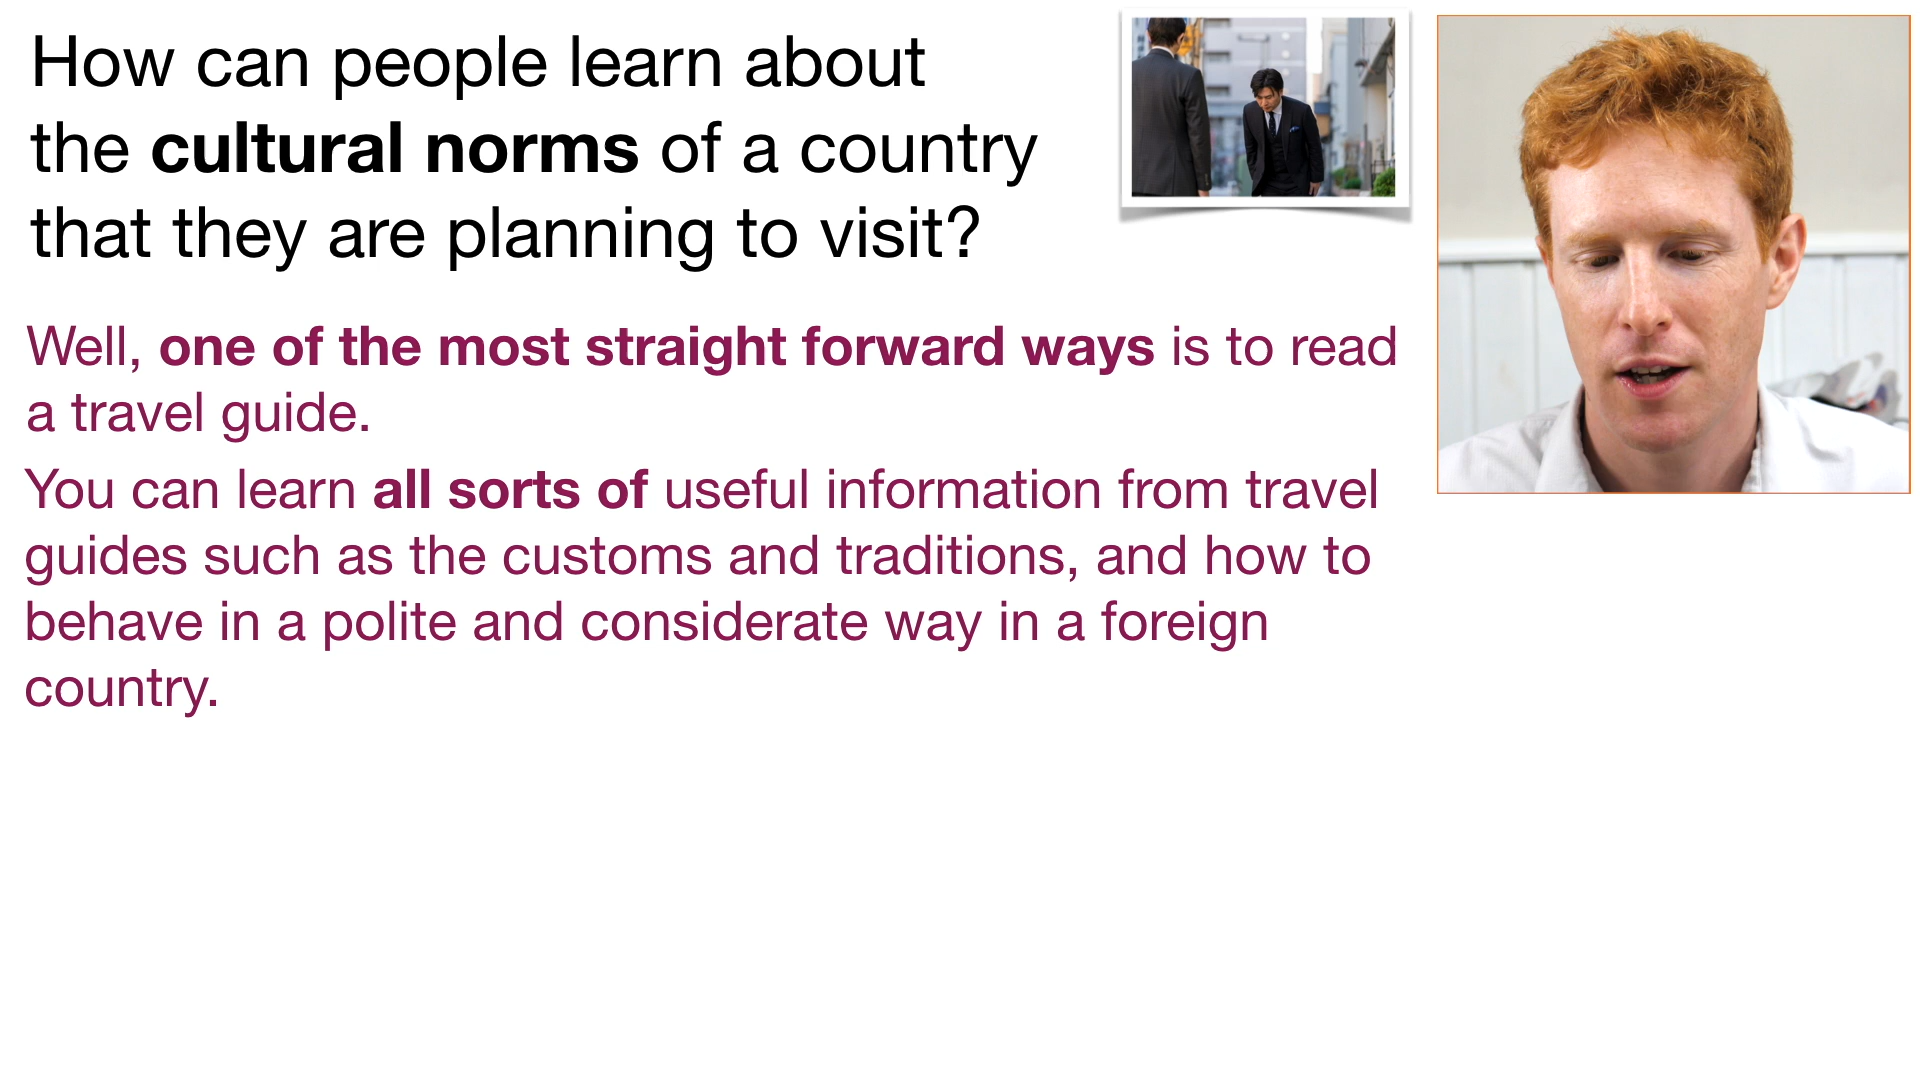 How can people learn about
the cultural norms of a country
that they are planning to visit?
Well, one of the most straight forward ways is to read
a travel guide.
You can learn all sorts of useful information from travel
guides such as the customs and traditions, and how to
behave in a polite and considerate way in a foreign
country.